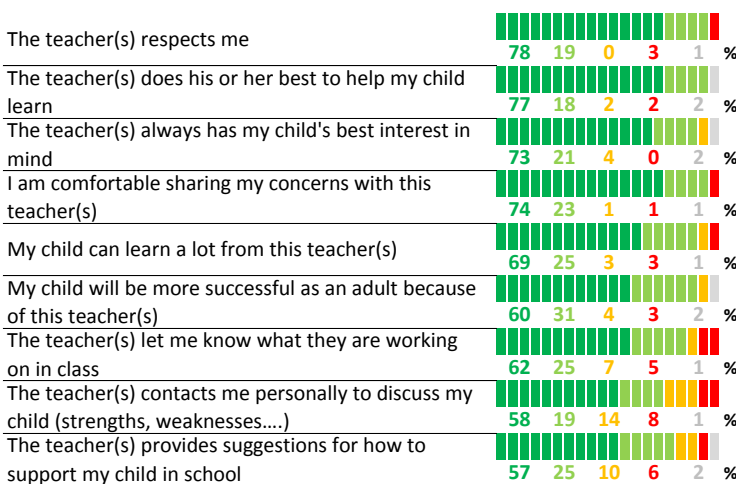 The teacher(s) respects me
78 19 0 3 1 %
The teacher(s) does his or her best to help my child
learn
77 18 2 2 2 %
The teacher(s) always has my child's best interest in
mind
73 21 4 0 2 %
I am comfortable sharing my concerns with this
teacher(s)
74 23 1 1 1 %
My child can learn a lot from this teacher(s)
69 25 3 3 1 %
My child will be more successful as an adult because
of this teacher(s)
60 31 4 3 2 %
The teacher(s) let me know what they are working
on in class
62 25 7 5 1 %
The teacher(s) contacts me personally to discuss my
child (strengths, weaknesses....)
58 19 14 8 1 %
The teacher(s) provides suggestions for how to
support my child in school
57 25 10 6 2 %